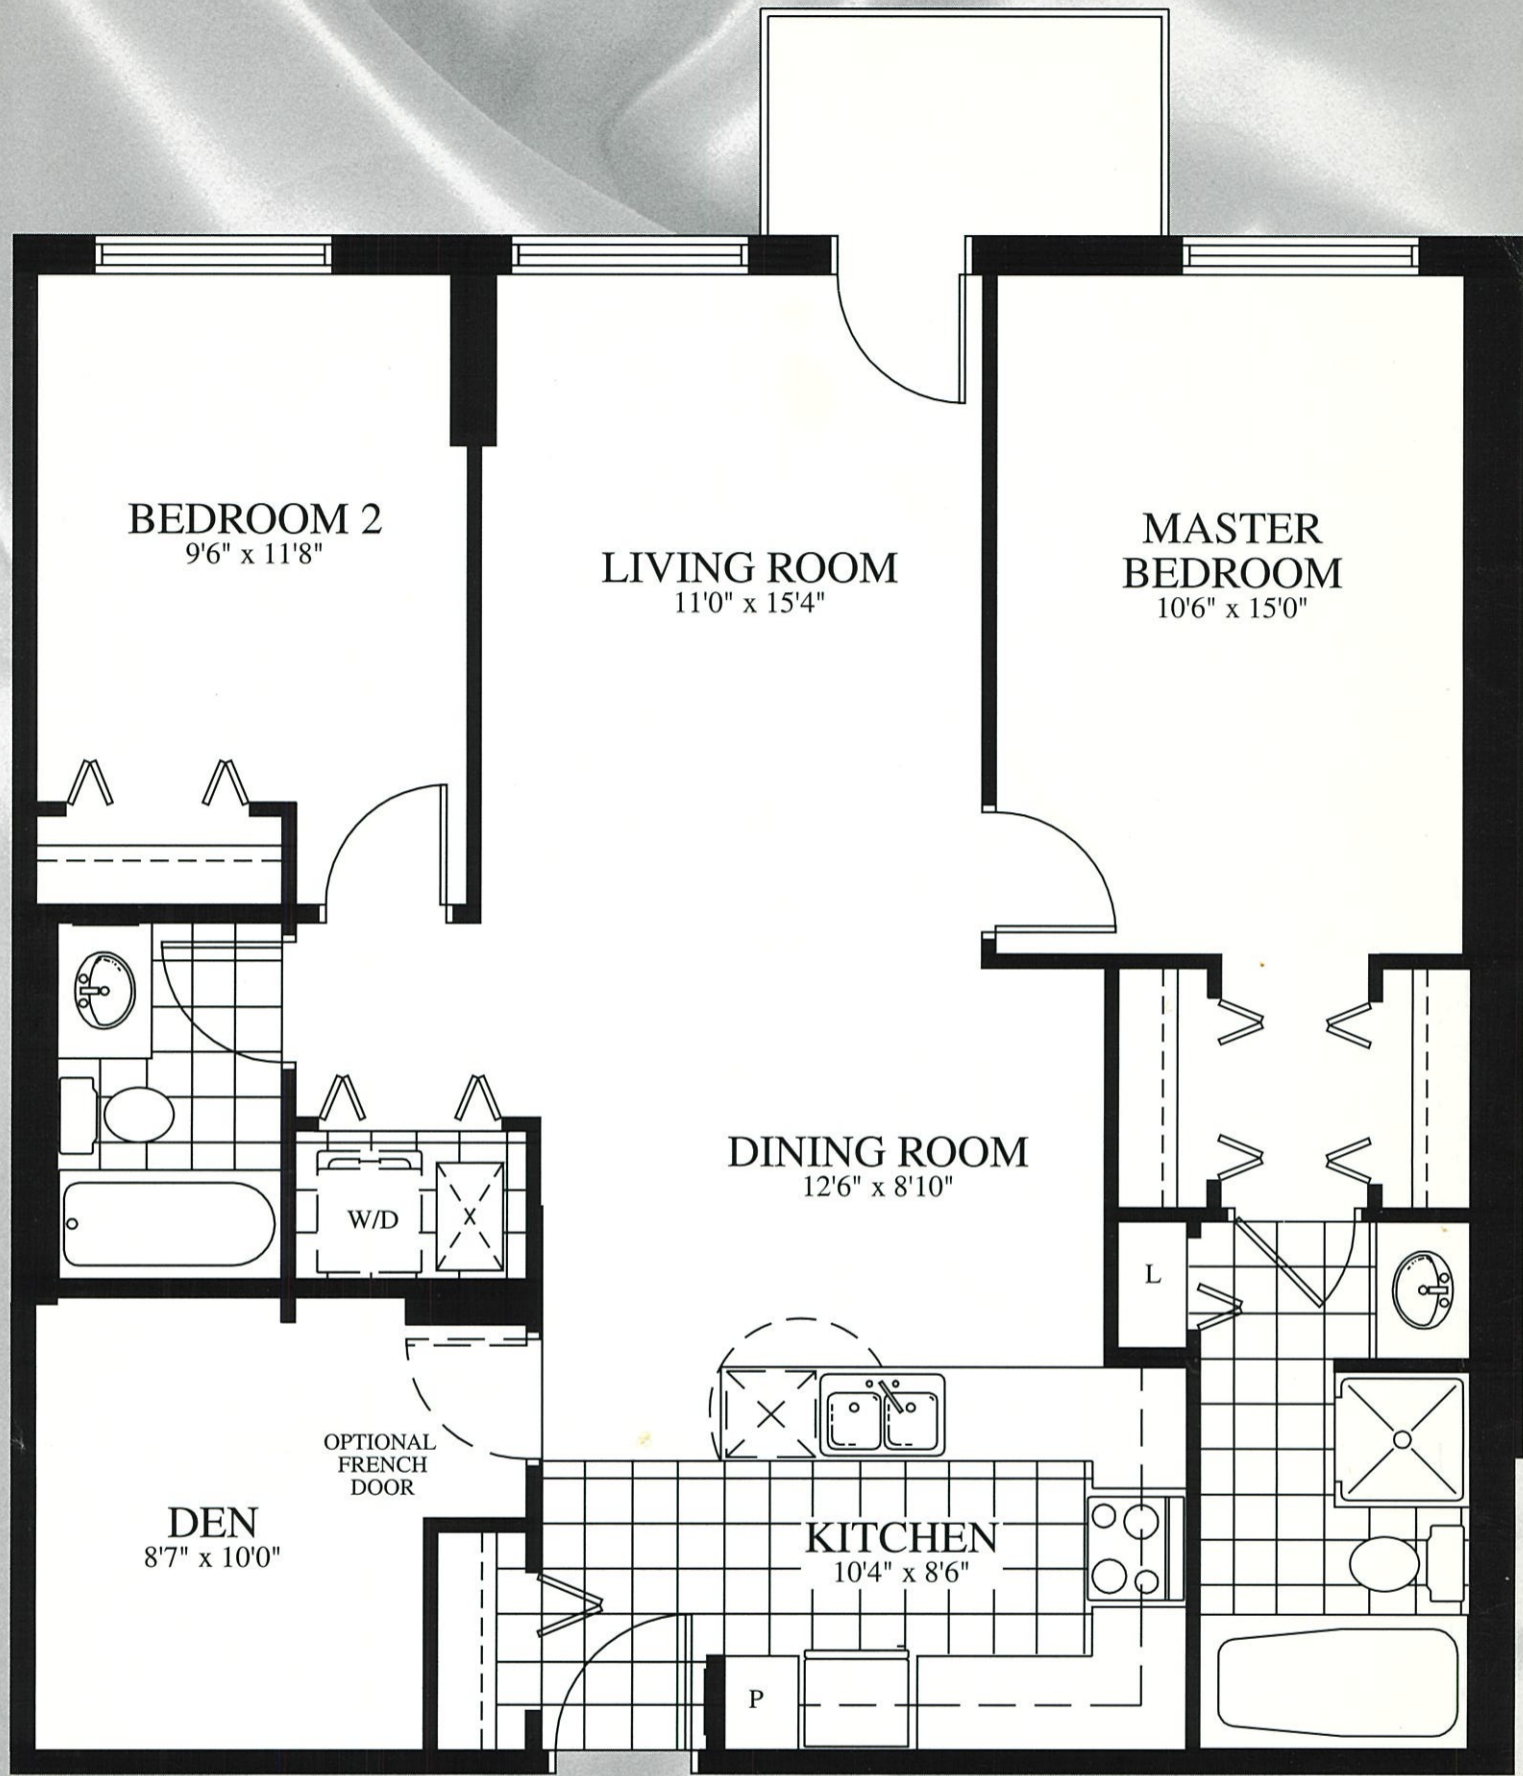 BEDROOM 2
9'6" x 11'8"
LIVING ROOM
11'0" x 15'4"
MASTER
BEDROOM
10'6" x 15'0"
DINING ROOM
12'6" x 8'10"
W/D
L
OPTIONAL
FRENCH
DOOR
DEN
8'7" x 10'0"
KITCHEN
10'4" x 8'6"
P